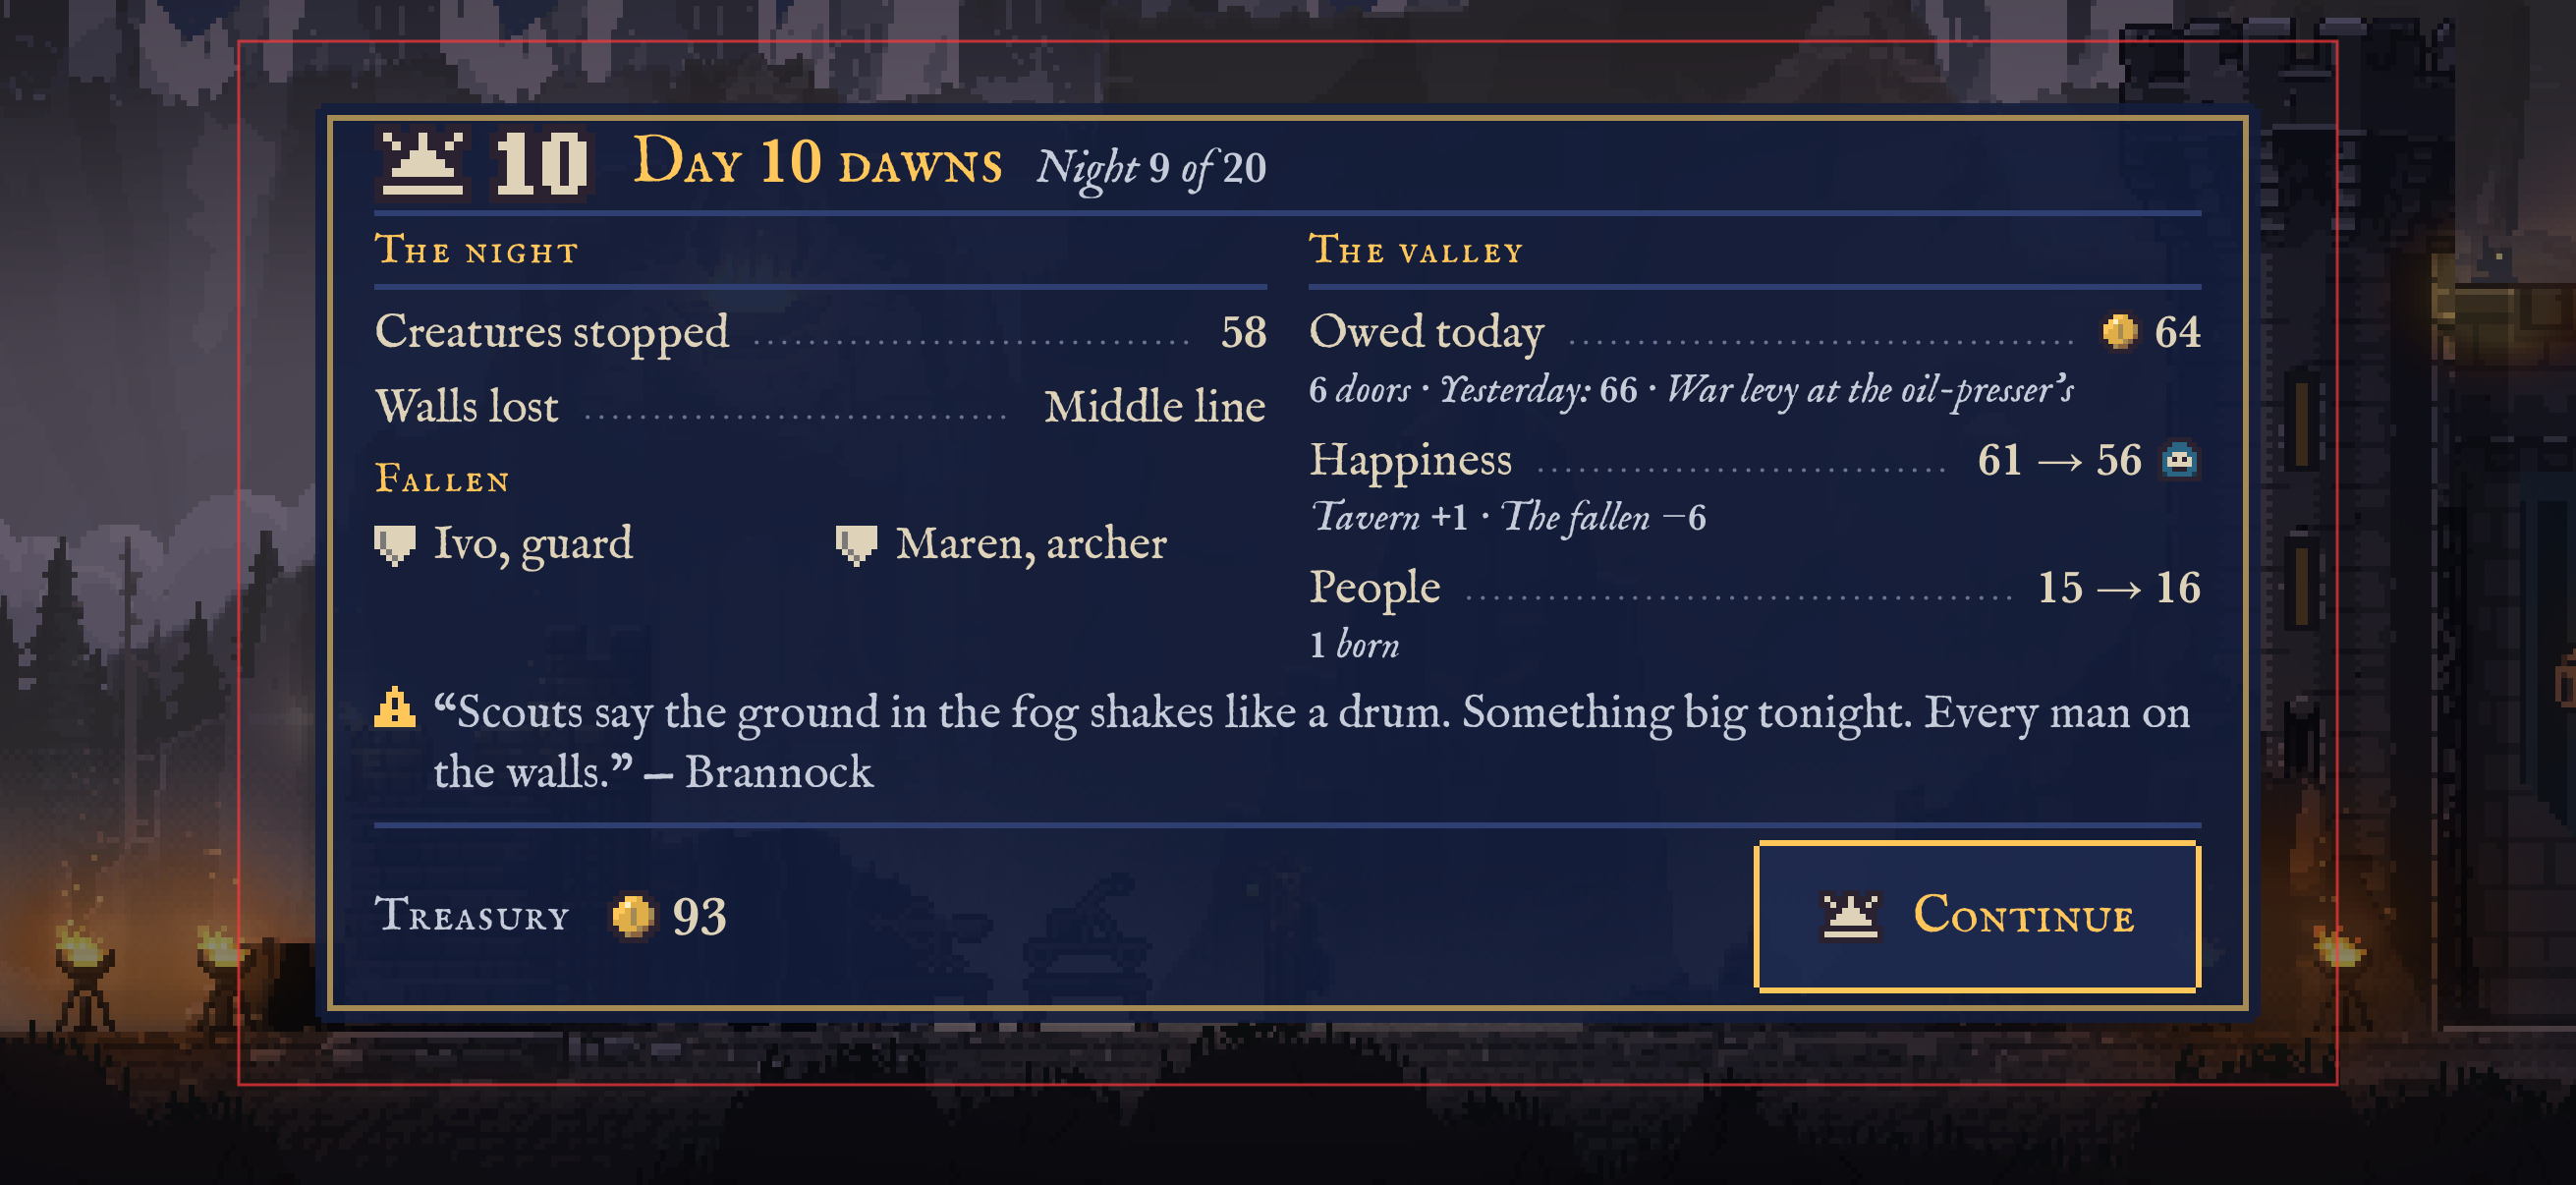 10 Day 10 dawns Night 9 of 20
The night
Creatures stopped 58
Walls lost Middle line
Fallen
Ivo, guard Maren, archer
The valley
Owed today 64
6 doors · Yesterday: 66 · War levy at the oil-presser’s
Happiness 61 → 56
Tavern +1 · The fallen −6
People 15 → 16
1 born
“Scouts say the ground in the fog shakes like a drum. Something big tonight. Every man on
the walls.” — Brannock
Treasury 93
Continue